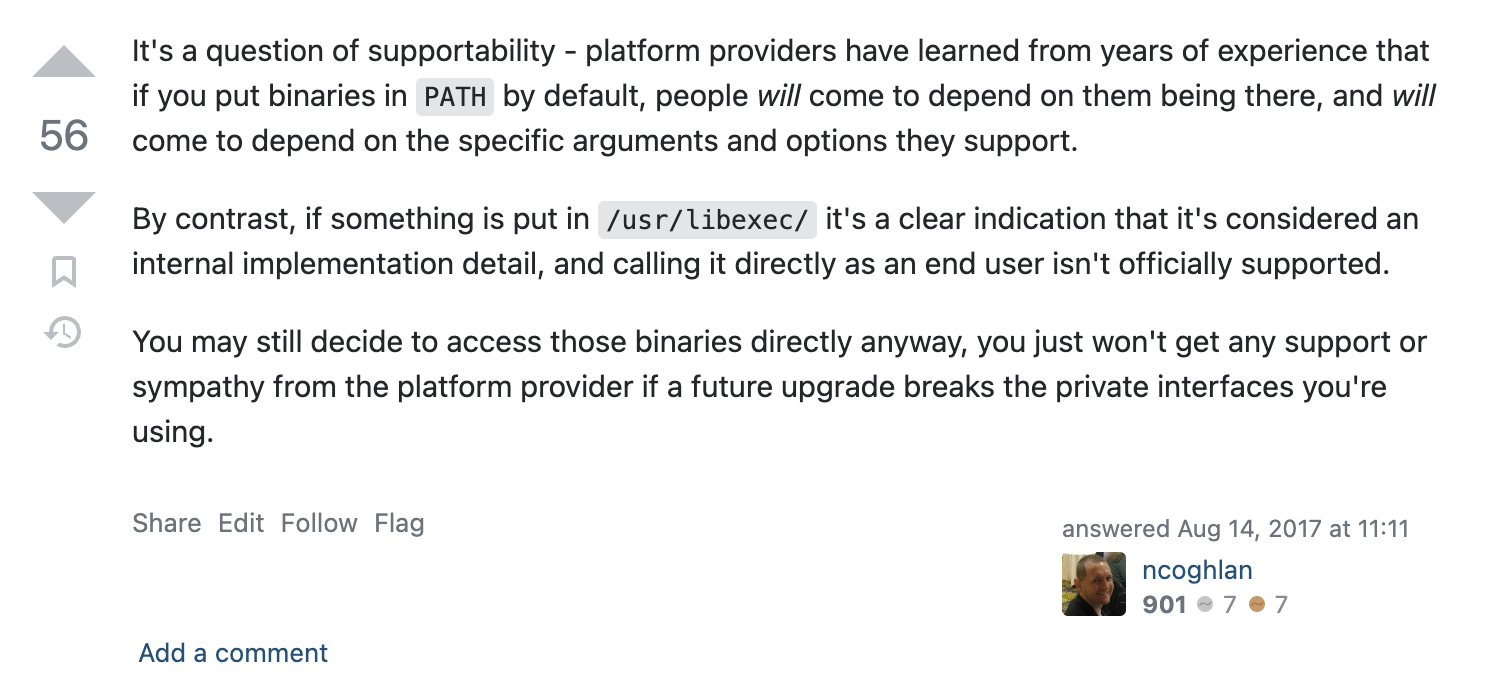 It's a question of supportability - platform providers have learned from years of experience that
if you put binaries in PATH by default, people will come to depend on them being there, and will
come to depend on the specific arguments and options they support.
56
By contrast, if something is put in /usr/libexec/ it's a clear indication that it's considered an
internal implementation detail, and calling it directly as an end user isn't officially supported.
You may still decide to access those binaries directly anyway, you just won't get any support or
sympathy from the platform provider if a future upgrade breaks the private interfaces you're
using.
Share Edit Follow Flag
answered Aug 14, 2017 at 11:11
ncoghlan
901 7 7
Add a comment